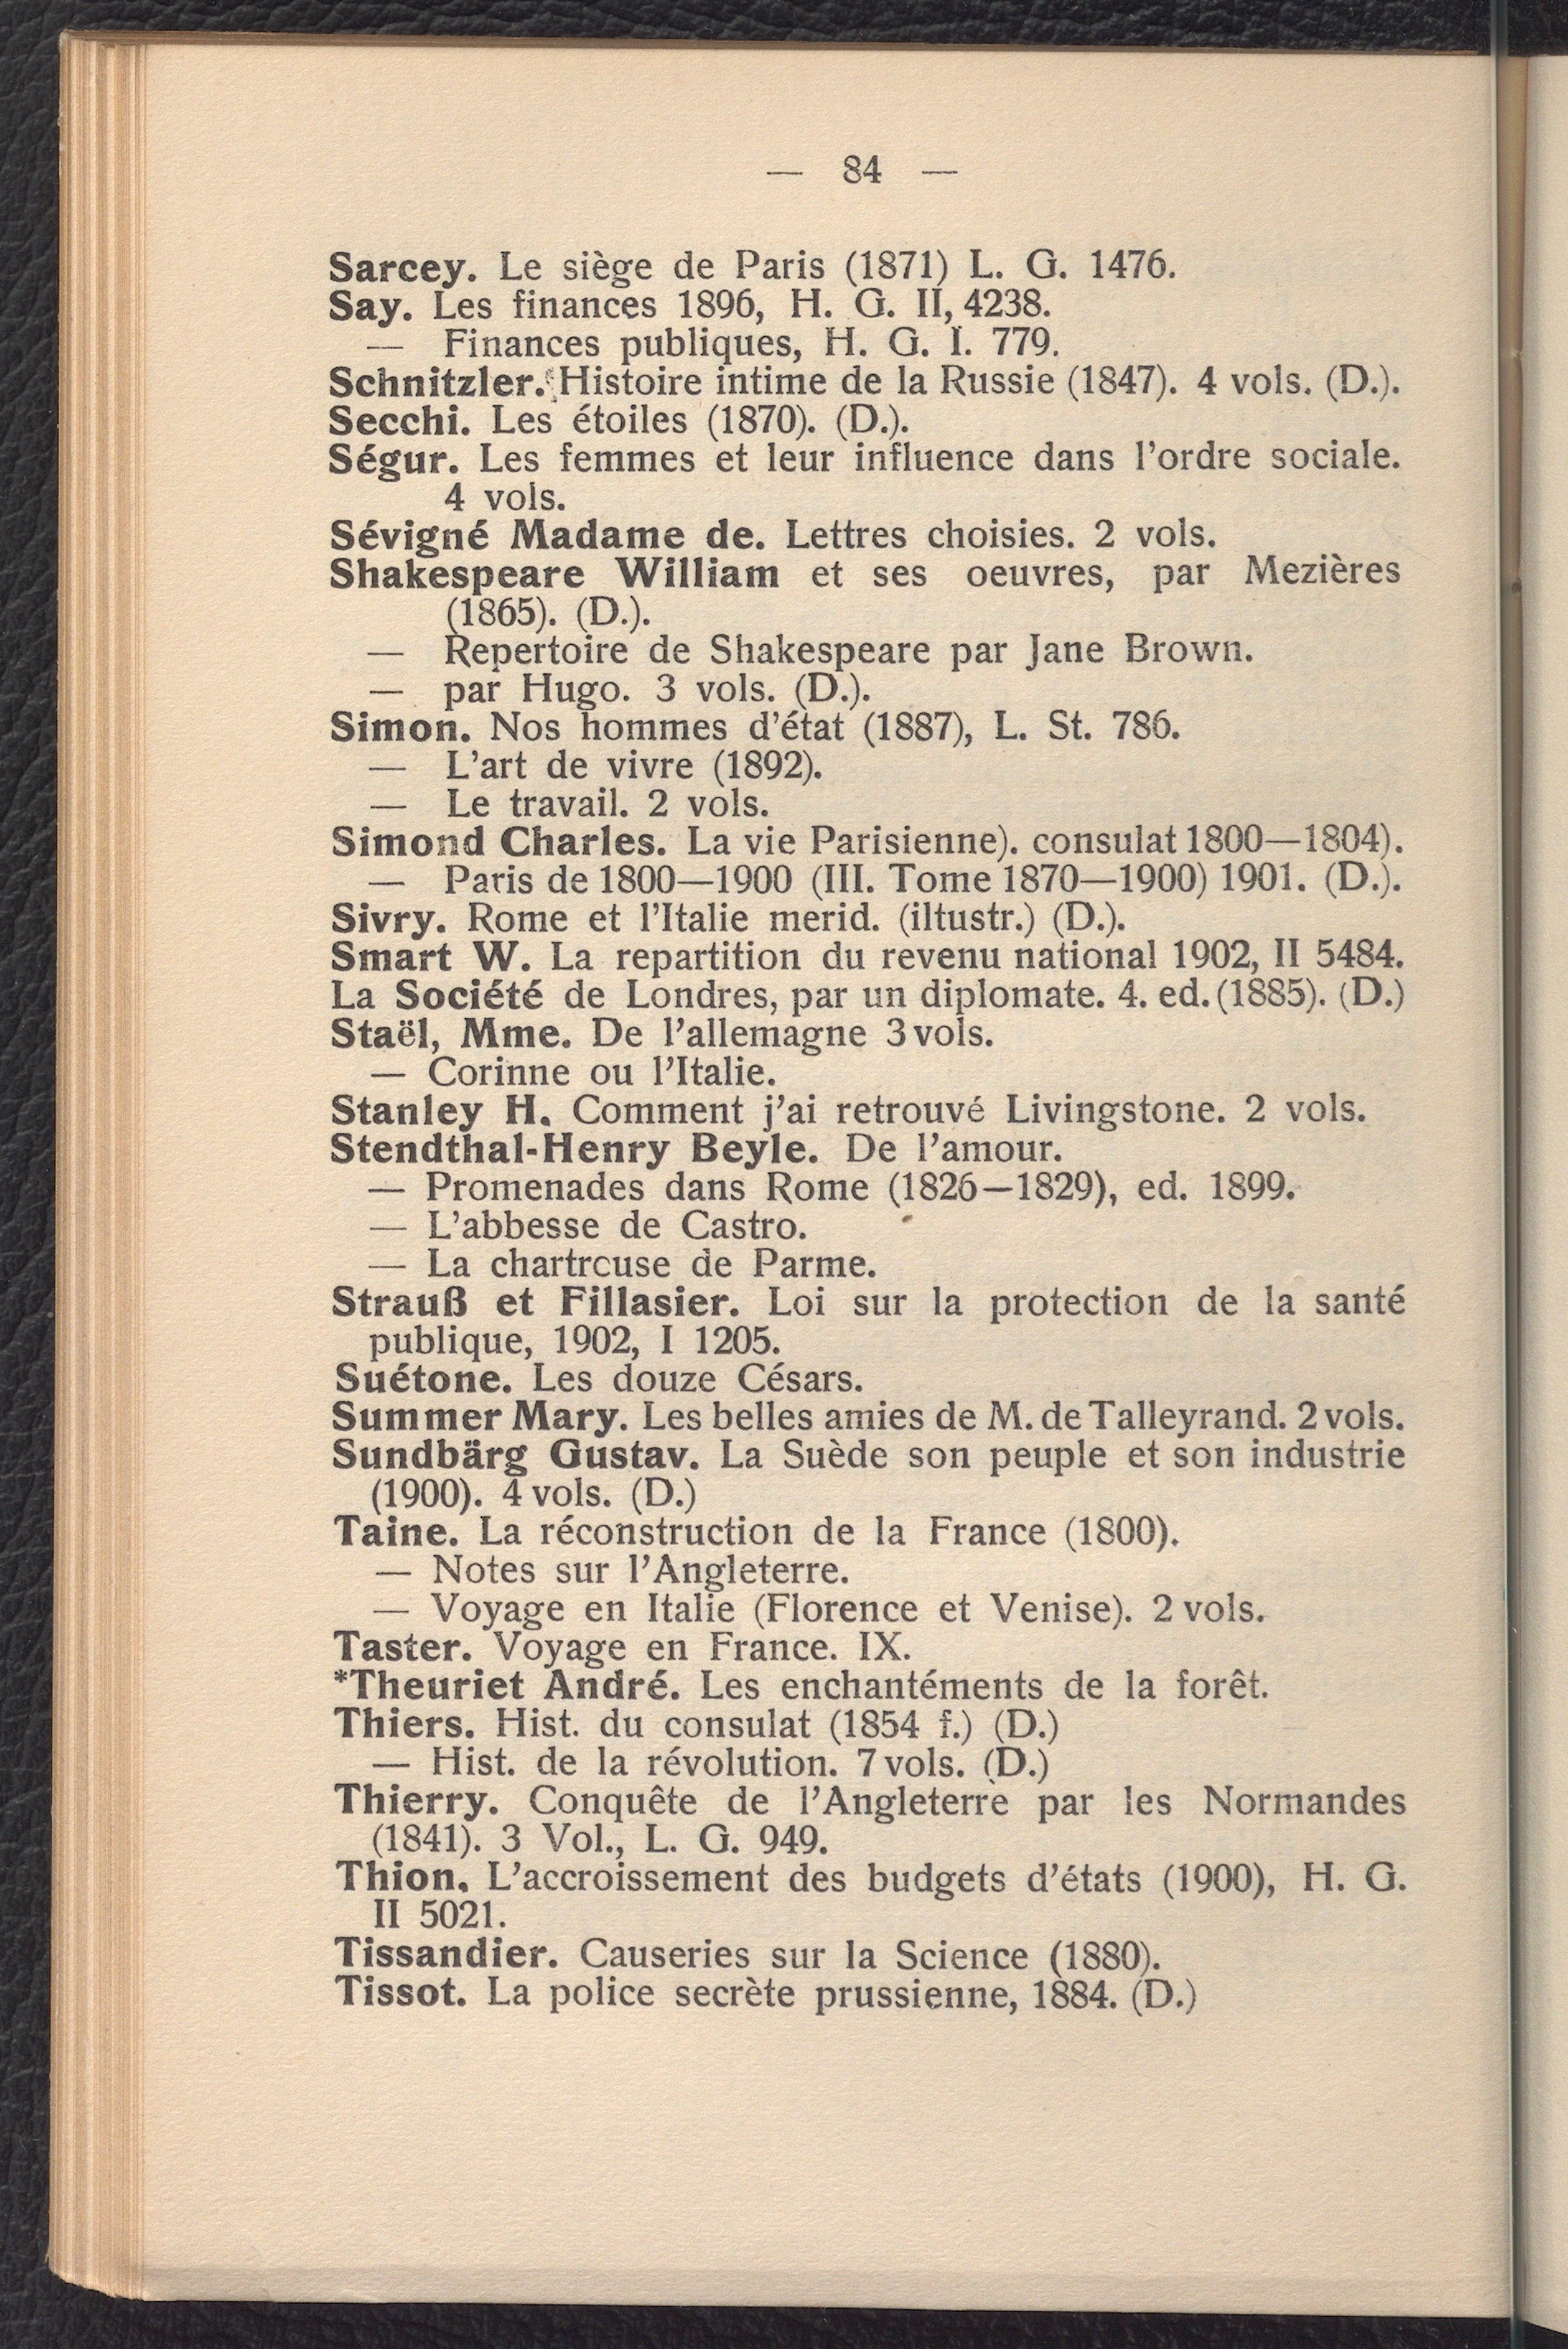 — 84 —
Sarcey. Le siège de Paris (1871) L. G. 1476.
Say. Les finances 1896, H. G. II, 4238.
— Finances publiques, H. G. I. 779.
Schnitzler. Histoire intime de la Russie (1847). 4 vols. (D.).
Secchi. Les étoiles (1870). (D.).
Ségur. Les femmes et leur influence dans l'ordre sociale.
4 vols.
Sévigné Madame de. Lettres choisies. 2 vols.
Shakespeare William et ses oeuvres, par Mezières
(1865). (D.).
— Repertoire de Shakespeare par Jane Brown.
— par Hugo. 3 vols. (D.).
Simon. Nos hommes d'état (1887), L. St. 786.
— L'art de vivre (1892).
— Le travail. 2 vols.
Simond Charles. La vie Parisienne). consulat 1800—1804).
— Paris de 1800—1900 (III. Tome 1870—1900) 1901. (D.).
Sivry. Rome et l'Italie merid. (iltustr.) (D.).
Smart W. La repartition du revenu national 1902, II 5484.
La Société de Londres, par un diplomate. 4. ed. (1885). (D.)
Staël, Mme. De l'allemagne 3 vols.
— Corinne ou l'Italie.
Stanley H. Comment j'ai retrouvé Livingstone. 2 vols.
Stendthal-Henry Beyle. De l'amour.
— Promenades dans Rome (1826—1829), ed. 1899.
— L'abbesse de Castro.
— La chartreuse de Parme.
Strauß et Fillasier. Loi sur la protection de la santé
publique, 1902, I 1205.
Suétone. Les douze Césars.
Summer Mary. Les belles amies de M. de Talleyrand. 2 vols.
Sundbärg Gustav. La Suède son peuple et son industrie
(1900). 4 vols. (D.)
Taine. La réconstruction de la France (1800).
— Notes sur l'Angleterre.
— Voyage en Italie (Florence et Venise). 2 vols.
Taster. Voyage en France. IX.
*Theuriet André. Les enchantéments de la forêt.
Thiers. Hist. du consulat (1854 f.) (D.)
— Hist. de la révolution. 7 vols. (D.)
Thierry. Conquête de l'Angleterrè par les Normandes
(1841). 3 Vol., L. G. 949.
Thion. L'accroissement des budgets d'états (1900), H. G.
II 5021.
Tissandier. Causeries sur la Science (1880).
Tissot. La police secrète prussienne, 1884. (D.)